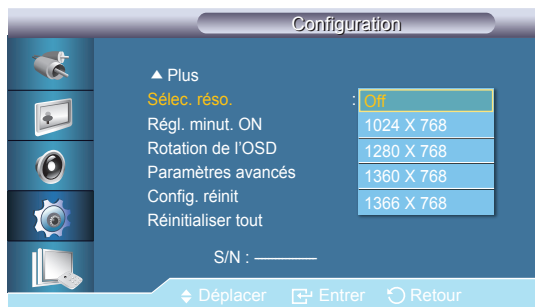 Configuration
▲ Plus
Sélec. réso. : Off
Régl. minut. ON 1024 X 768
Rotation de l'OSD 1280 X 768
Paramètres avancés 1360 X 768
Config. réinit 1366 X 768
Réinitialiser tout
S/N : ––––––––
Déplacer Entrer Retour